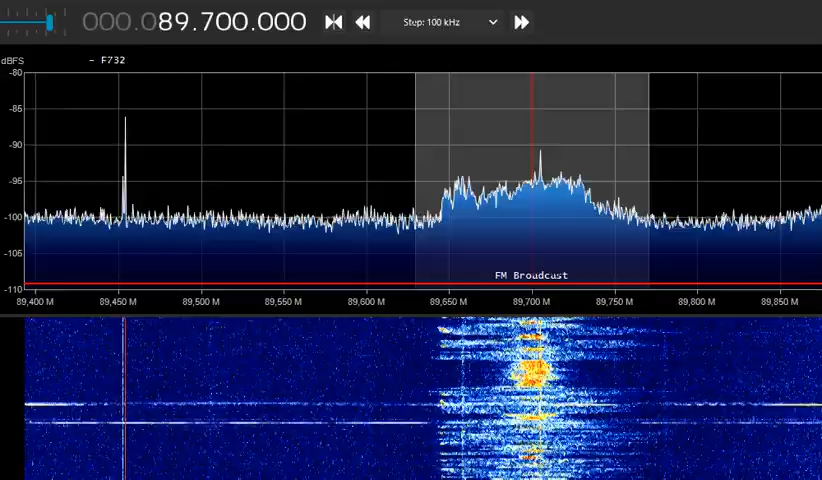 000.089.700.000
Step: 100 kHz
dBFS
- F732
-80
-85
-90
-95
-100
-105
-110
FM Broadcast
89,400 M 89,450 M 89,500 M 89,550 M 89,600 M 89,650 M 89,700 M 89,750 M 89,800 M 89,850 M